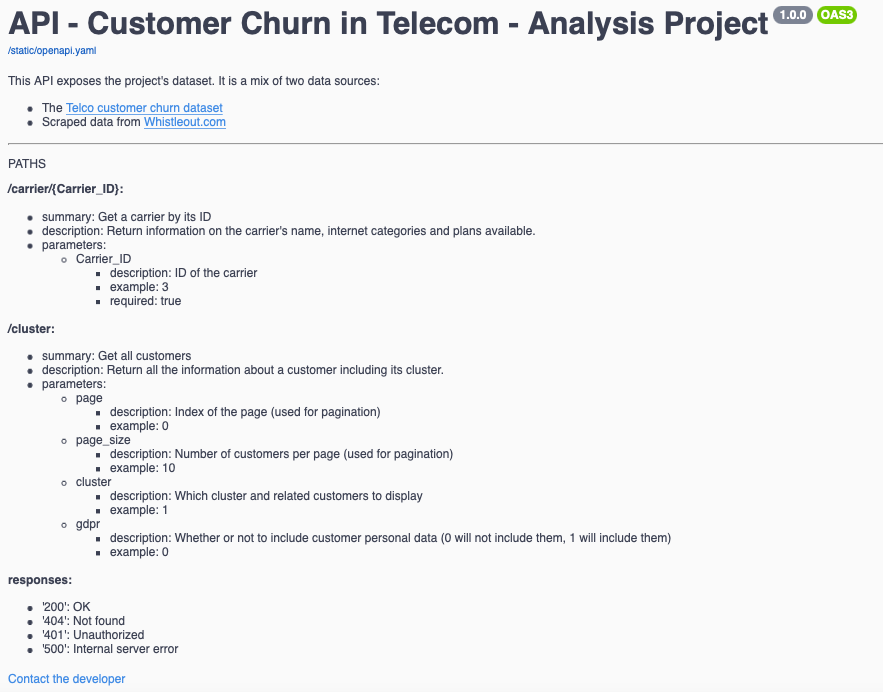 API - Customer Churn in Telecom - Analysis Project 1.0.0 OAS3
/static/openapi.yaml
This API exposes the project's dataset. It is a mix of two data sources:
The Telco customer churn dataset
Scraped data from Whistleout.com
PATHS
/carrier/{Carrier_ID}:
summary: Get a carrier by its ID
description: Return information on the carrier's name, internet categories and plans available.
parameters:
Carrier_ID
description: ID of the carrier
example: 3
required: true
/cluster:
summary: Get all customers
description: Return all the information about a customer including its cluster.
parameters:
page
description: Index of the page (used for pagination)
example: 0
page_size
description: Number of customers per page (used for pagination)
example: 10
cluster
description: Which cluster and related customers to display
example: 1
gdpr
description: Whether or not to include customer personal data (0 will not include them, 1 will include them)
example: 0
responses:
'200': OK
'404': Not found
'401': Unauthorized
'500': Internal server error
Contact the developer